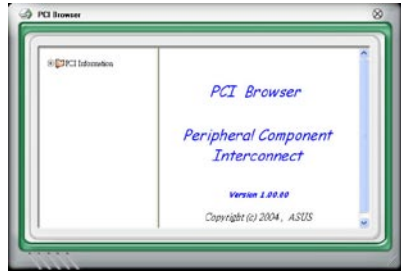 PCI Browser
PCI Information
PCI Browser
Peripheral Component
Interconnect
Version 1.00.00
Copyright (c) 2004, ASUS